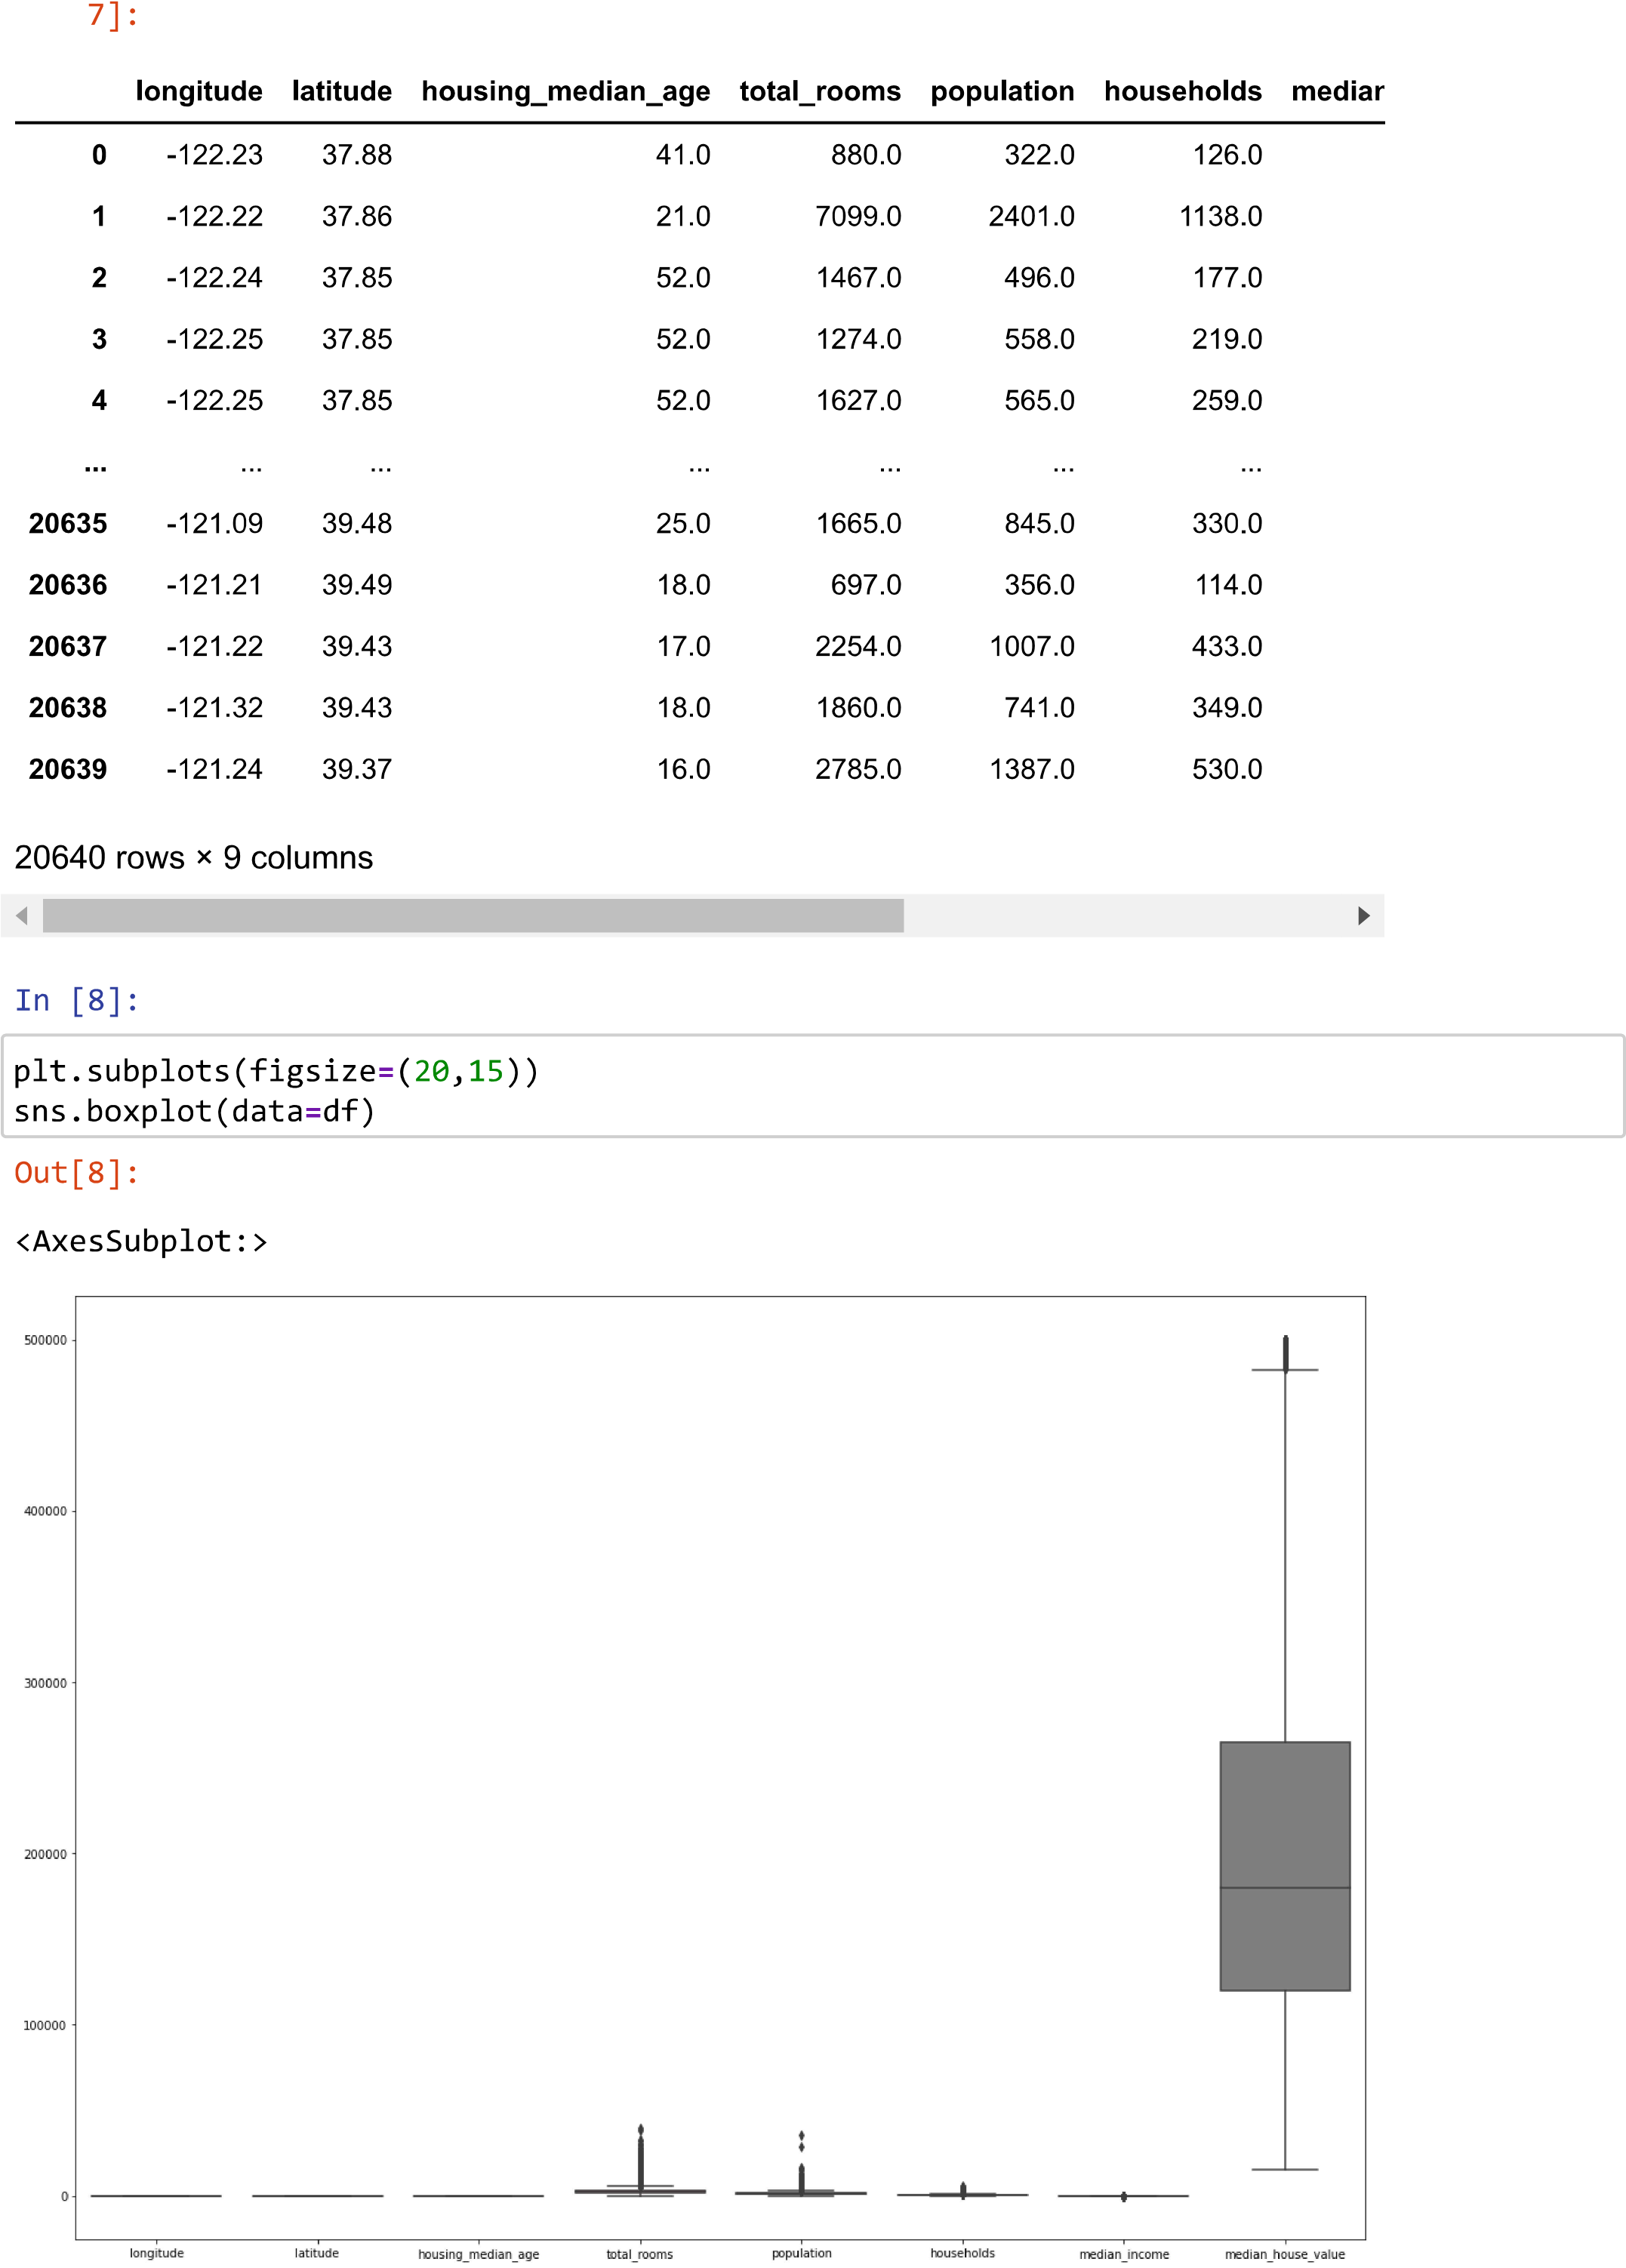 7]:
longitude latitude housing_median_age total_rooms population households mediar
0 -122.23 37.88 41.0 880.0 322.0 126.0
1 -122.22 37.86 21.0 7099.0 2401.0 1138.0
2 -122.24 37.85 52.0 1467.0 496.0 177.0
3 -122.25 37.85 52.0 1274.0 558.0 219.0
4 -122.25 37.85 52.0 1627.0 565.0 259.0
... ... ... ... ... ... ...
20635 -121.09 39.48 25.0 1665.0 845.0 330.0
20636 -121.21 39.49 18.0 697.0 356.0 114.0
20637 -121.22 39.43 17.0 2254.0 1007.0 433.0
20638 -121.32 39.43 18.0 1860.0 741.0 349.0
20639 -121.24 39.37 16.0 2785.0 1387.0 530.0
20640 rows × 9 columns
In [8]:
plt.subplots(figsize=(20,15))
sns.boxplot(data=df)
Out[8]:
<AxesSubplot:>
500000
400000
300000
200000
100000
0
longitude latitude housing_median_age total_rooms population households median_income median_house_value